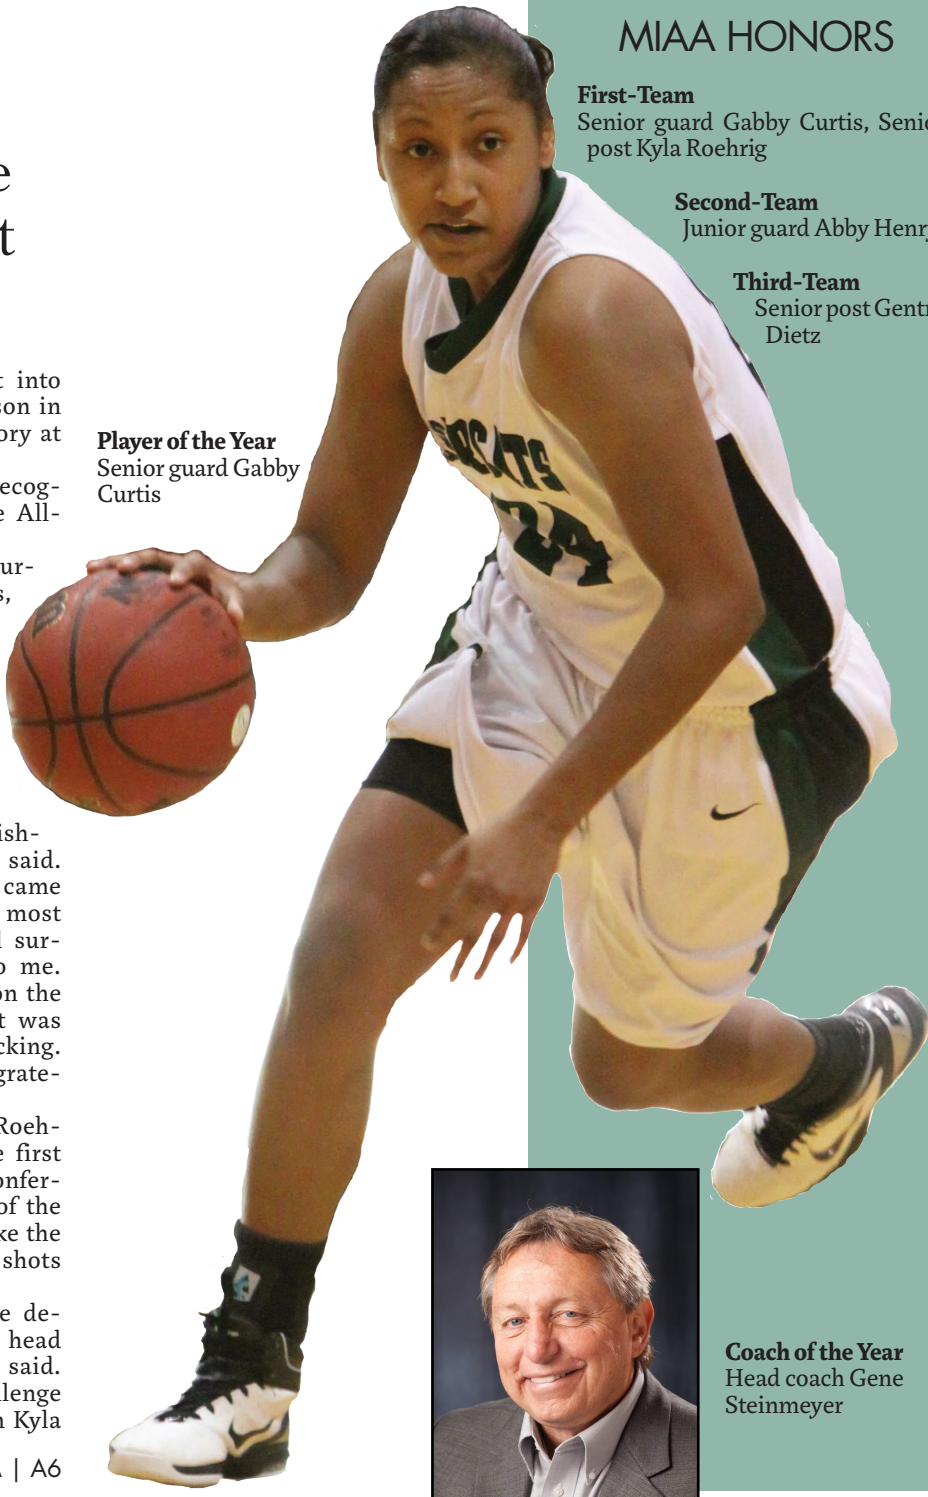 e
t
t into
son in
ory at
ecog-
e All-
ur-
s,
ish-
said.
came
most
l sur-
o me.
on the
t was
cking.
grate-
Roeh-
e first
onfer-
of the
ke the
shots
e de-
head
said.
llenge
n Kyla
| A6
Player of the Year
Senior guard Gabby
Curtis
MIAA HONORS
First-Team
Senior guard Gabby Curtis, Senio
post Kyla Roehrig
Second-Team
Junior guard Abby Henry
Third-Team
Senior post Gentr
Dietz
Coach of the Year
Head coach Gene
Steinmeyer